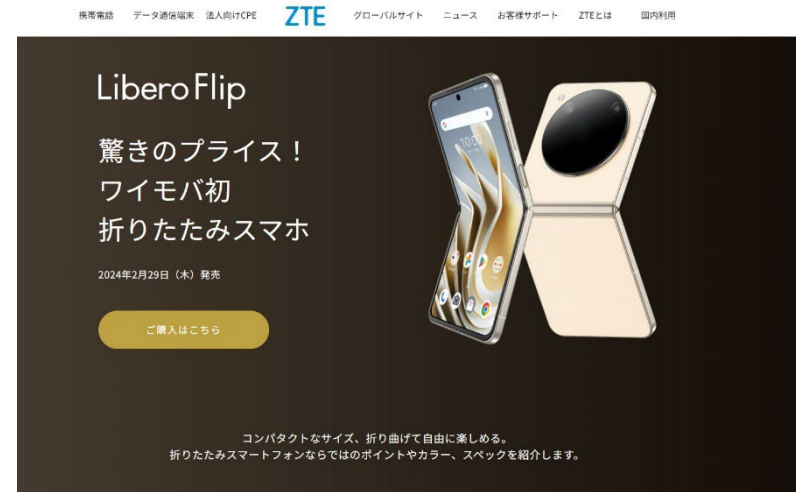 携帯電話 データ通信端末 法人向けCPE ZTE グローバルサイト ニュース お客様サポート ZTEとは 国内利用
Libero Flip
驚きのプライス！
ワイモバ初
折りたたみスマホ
2024年2月29日（木）発売
ご購入はこちら
10:00
コンパクトなサイズ、折り曲げて自由に楽しめる。
折りたたみスマートフォンならではのポイントやカラー、スペックを紹介します。